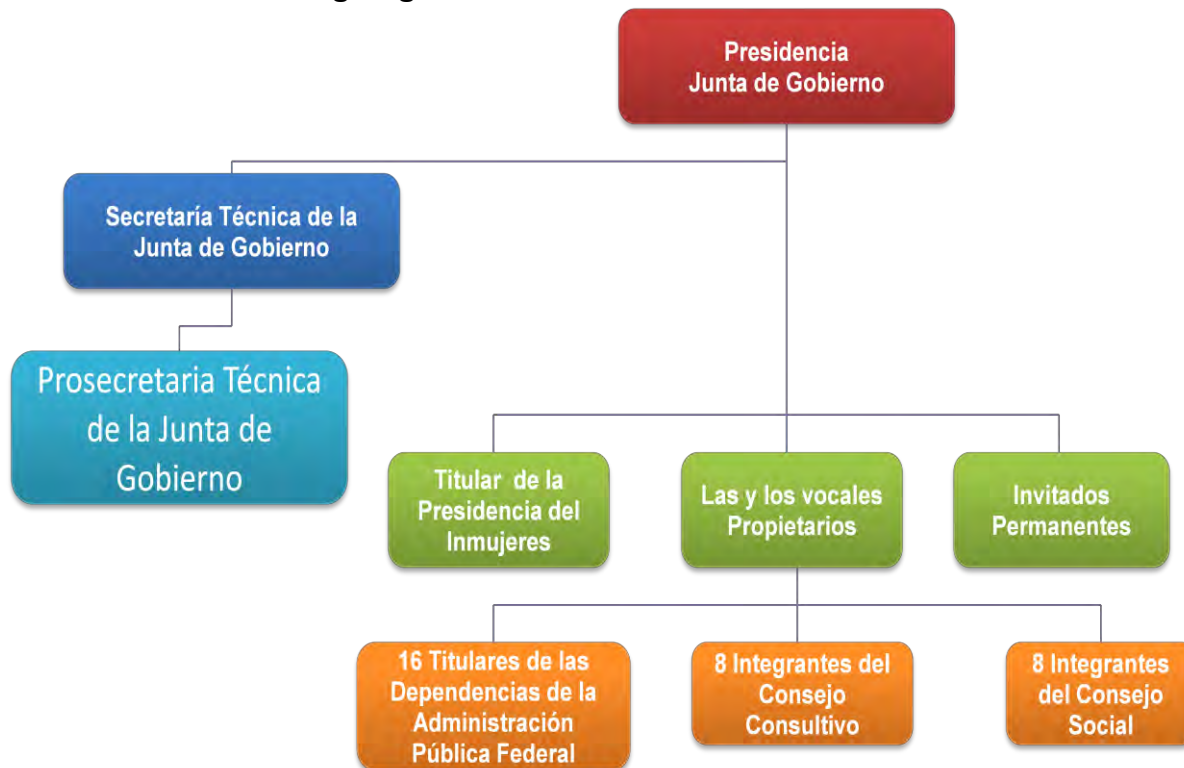 Presidencia
Junta de Gobierno
Secretaría Técnica de la
Junta de Gobierno
Prosecretaria Técnica
de la Junta de
Gobierno
Titular de la
Presidencia del
Inmujeres
Las y los vocales
Propietarios
Invitados
Permanentes
16 Titulares de las
Dependencias de la
Administración
Pública Federal
8 Integrantes del
Consejo
Consultivo
8 Integrantes
del Consejo
Social